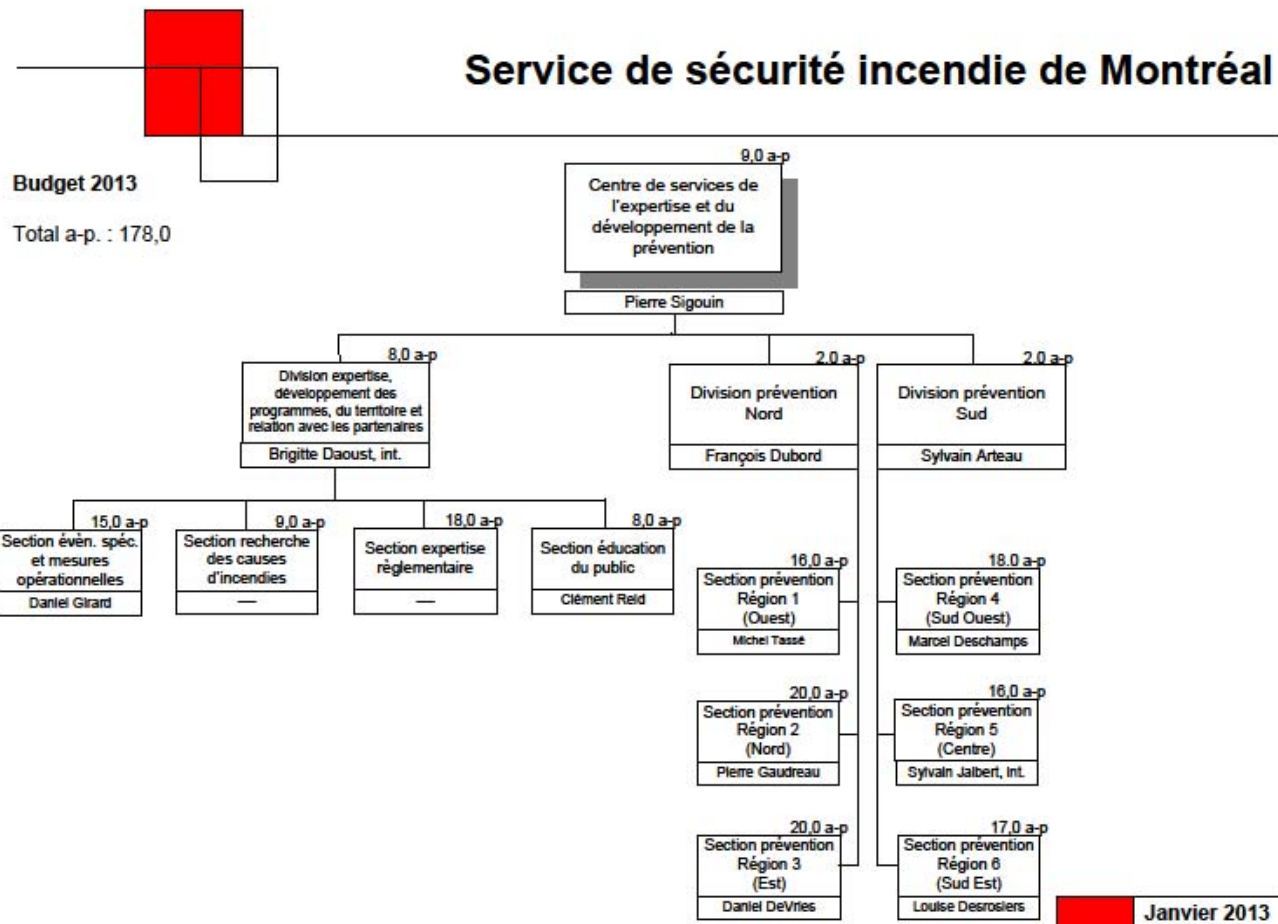 Service de sécurité incendie de Montréal
Budget 2013
Total a-p. : 178,0
9,0 a-p
Centre de services de
l'expertise et du
développement de la
prévention
Pierre Sigouin
8,0 a-p
Division expertise,
développement des
programmes, du territoire et
relation avec les partenaires
Brigitte Daoust, int.
2,0 a-p
Division prévention
Nord
François Dubord
2,0 a-p
Division prévention
Sud
Sylvain Arteau
15,0 a-p
Section évèn. spéc.
et mesures
opérationnelles
Daniel Girard
9,0 a-p
Section recherche
des causes
d'incendies
—
18,0 a-p
Section expertise
règlementaire
—
8,0 a-p
Section éducation
du public
Clément Reid
16,0 a-p
Section prévention
Région 1
(Ouest)
Michel Tassé
18.0 a-p
Section prévention
Région 4
(Sud Ouest)
Marcel Deschamps
20,0 a-p
Section prévention
Région 2
(Nord)
Pierre Gaudreau
16,0 a-p
Section prévention
Région 5
(Centre)
Sylvain Jalbert, Int.
20,0 a-p
Section prévention
Région 3
(Est)
Daniel DeVries
17,0 a-p
Section prévention
Région 6
(Sud Est)
Louise Desrosiers
Janvier 2013